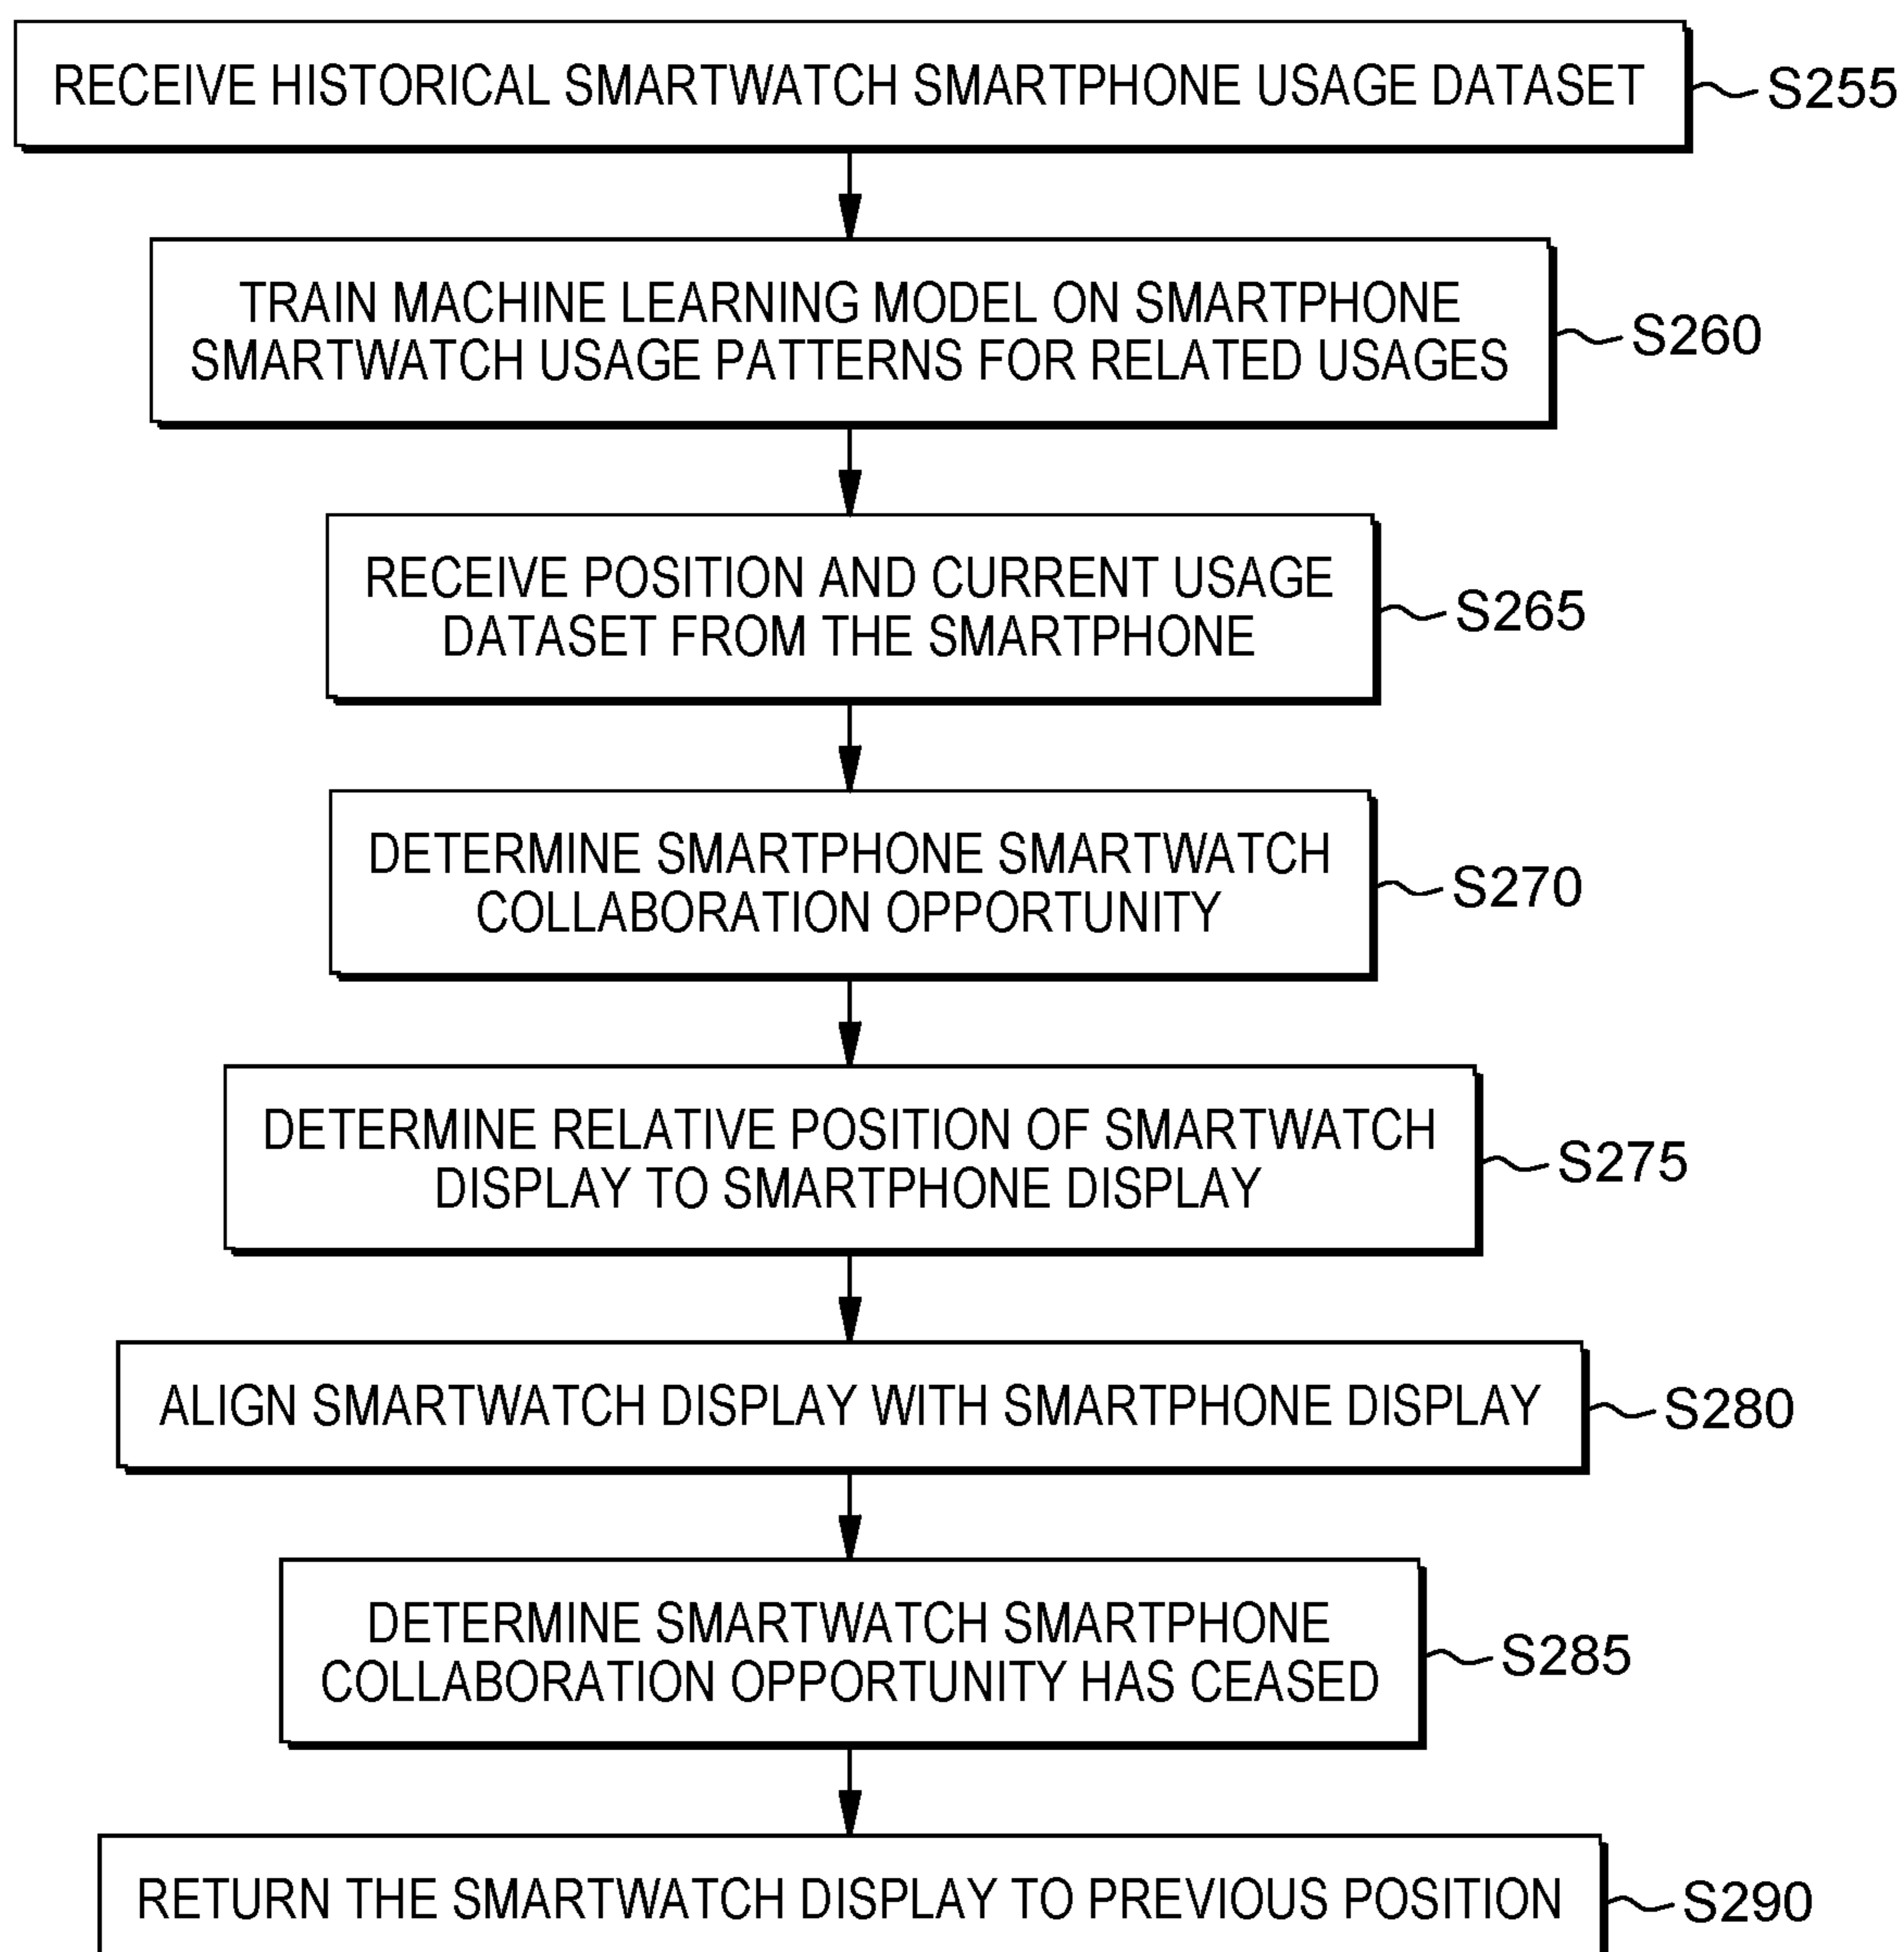 RECEIVE HISTORICAL SMARTWATCH SMARTPHONE USAGE DATASET
S255
TRAIN MACHINE LEARNING MODEL ON SMARTPHONE
SMARTWATCH USAGE PATTERNS FOR RELATED USAGES
S260
RECEIVE POSITION AND CURRENT USAGE
DATASET FROM THE SMARTPHONE
S265
DETERMINE SMARTPHONE SMARTWATCH
COLLABORATION OPPORTUNITY
S270
DETERMINE RELATIVE POSITION OF SMARTWATCH
DISPLAY TO SMARTPHONE DISPLAY
S275
ALIGN SMARTWATCH DISPLAY WITH SMARTPHONE DISPLAY
S280
DETERMINE SMARTWATCH SMARTPHONE
COLLABORATION OPPORTUNITY HAS CEASED
S285
RETURN THE SMARTWATCH DISPLAY TO PREVIOUS POSITION
S290